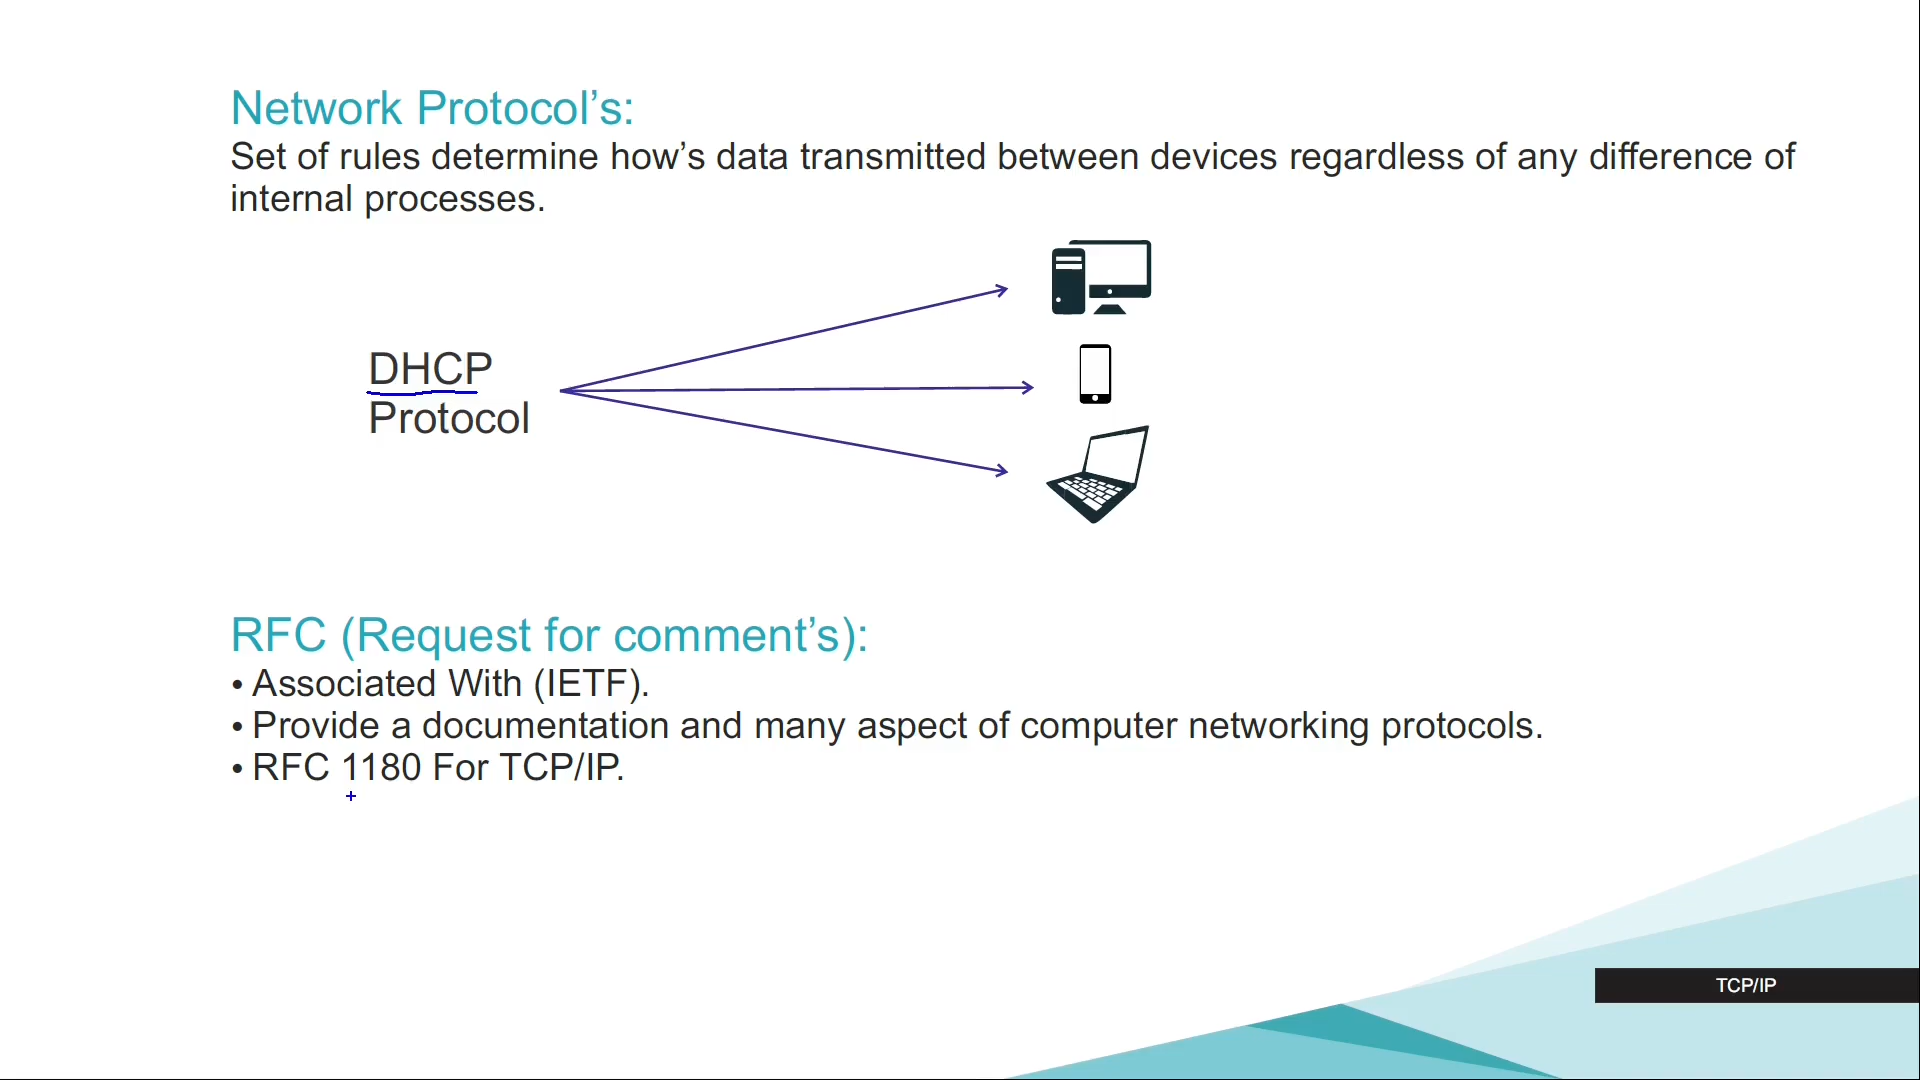 Network Protocol’s:
Set of rules determine how’s data transmitted between devices regardless of any difference of
internal processes.
DHCP
Protocol
RFC (Request for comment’s):
• Associated With (IETF).
• Provide a documentation and many aspect of computer networking protocols.
• RFC 1180 For TCP/IP.
TCP/IP